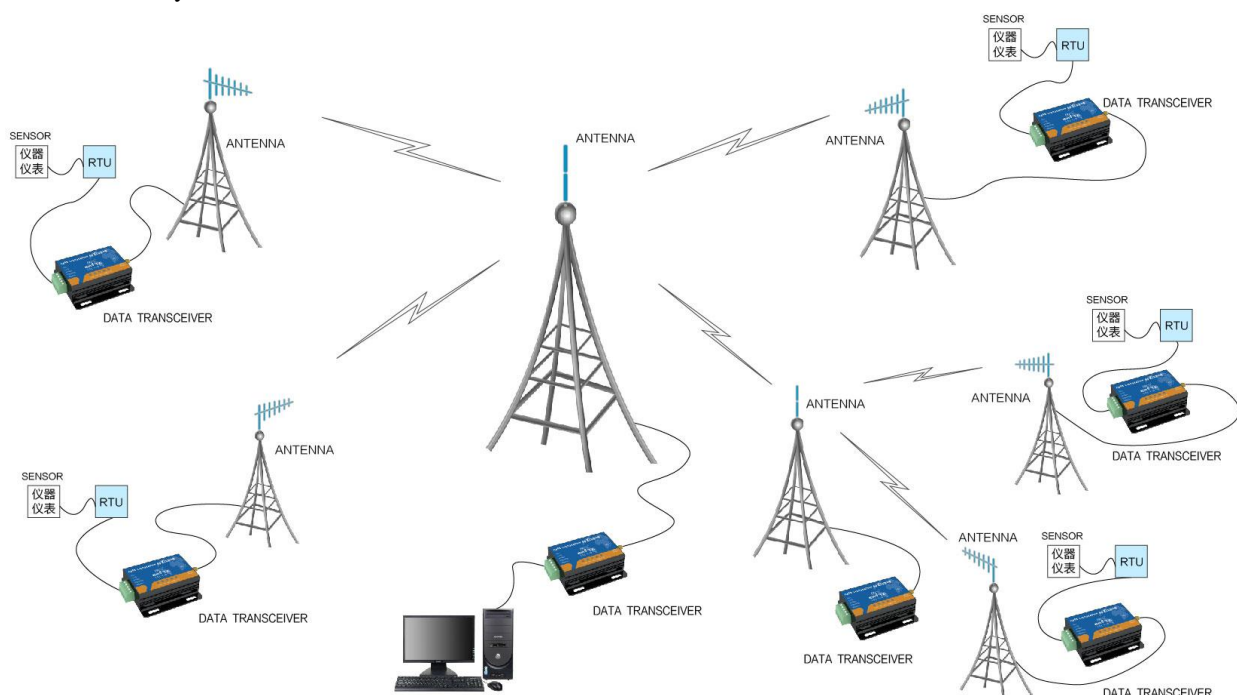 SENSOR
仪器
仪表
RTU
DATA TRANSCEIVER
ANTENNA
ANTENNA
ANTENNA
SENSOR
仪器
仪表
RTU
DATA TRANSCEIVER
SENSOR
仪器
仪表
RTU
ANTENNA
DATA TRANSCEIVER
SENSOR
仪器
仪表
RTU
ANTENNA
DATA TRANSCEIVER
ANTENNA
DATA TRANSCEIVER
DATA TRANSCEIVER
ANTENNA
SENSOR
仪器
仪表
RTU
DATA TRANSCEIVER